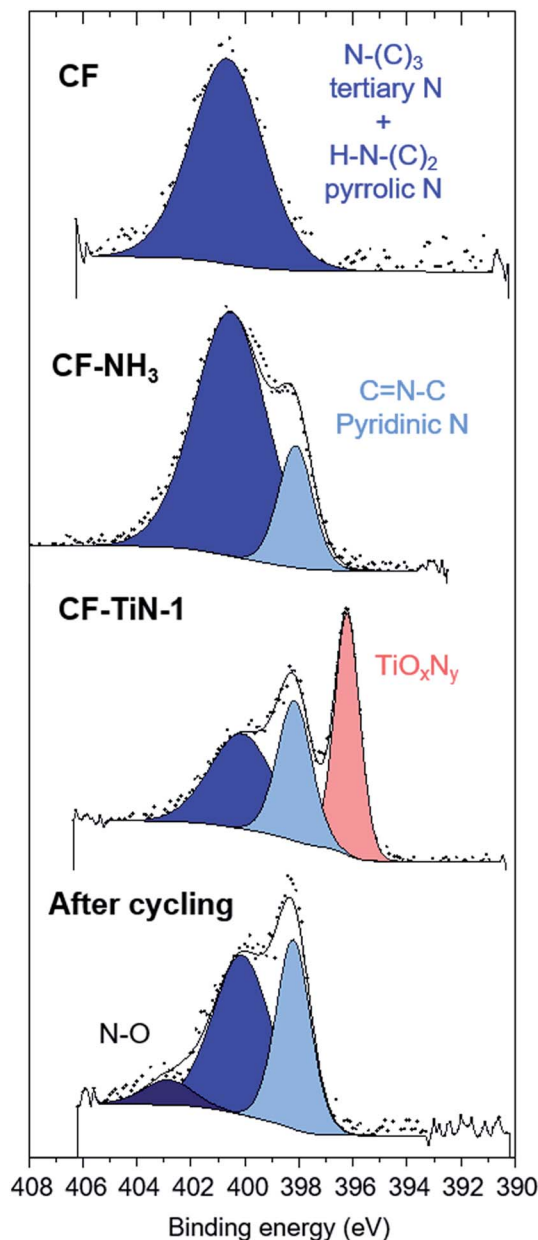 CF
N-(C)₃
tertiary N
+
H-N-(C)₂
pyrrolic N
CF-NH₃
C=N-C
Pyridinic N
CF-TiN-1
TiOₓNᵧ
After cycling
N-O
408 406 404 402 400 398 396 394 392 390
Binding energy (eV)